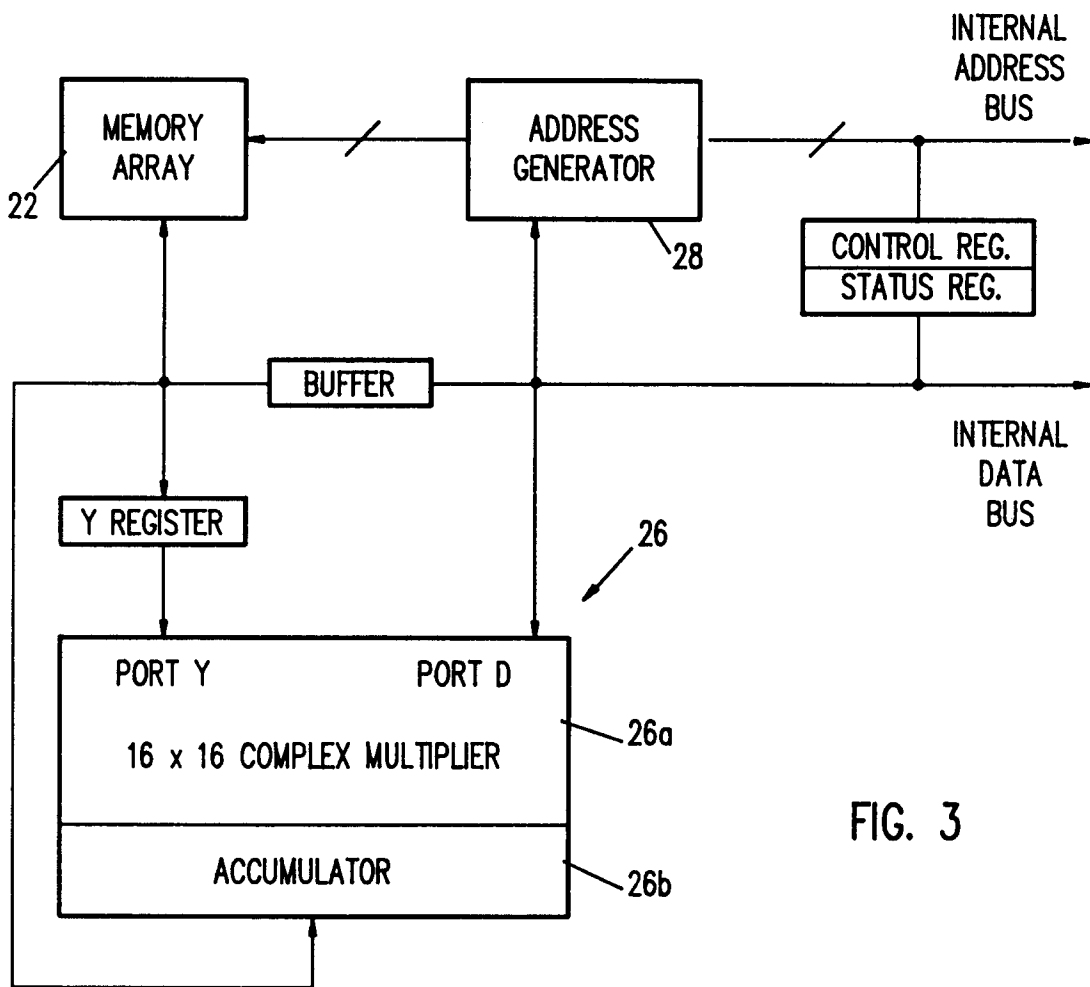 INTERNAL
ADDRESS
BUS
MEMORY
ARRAY
ADDRESS
GENERATOR
22
28
CONTROL REG.
STATUS REG.
BUFFER
INTERNAL
DATA
BUS
Y REGISTER
26
PORT Y PORT D
26a
16 x 16 COMPLEX MULTIPLIER
FIG. 3
ACCUMULATOR
26b